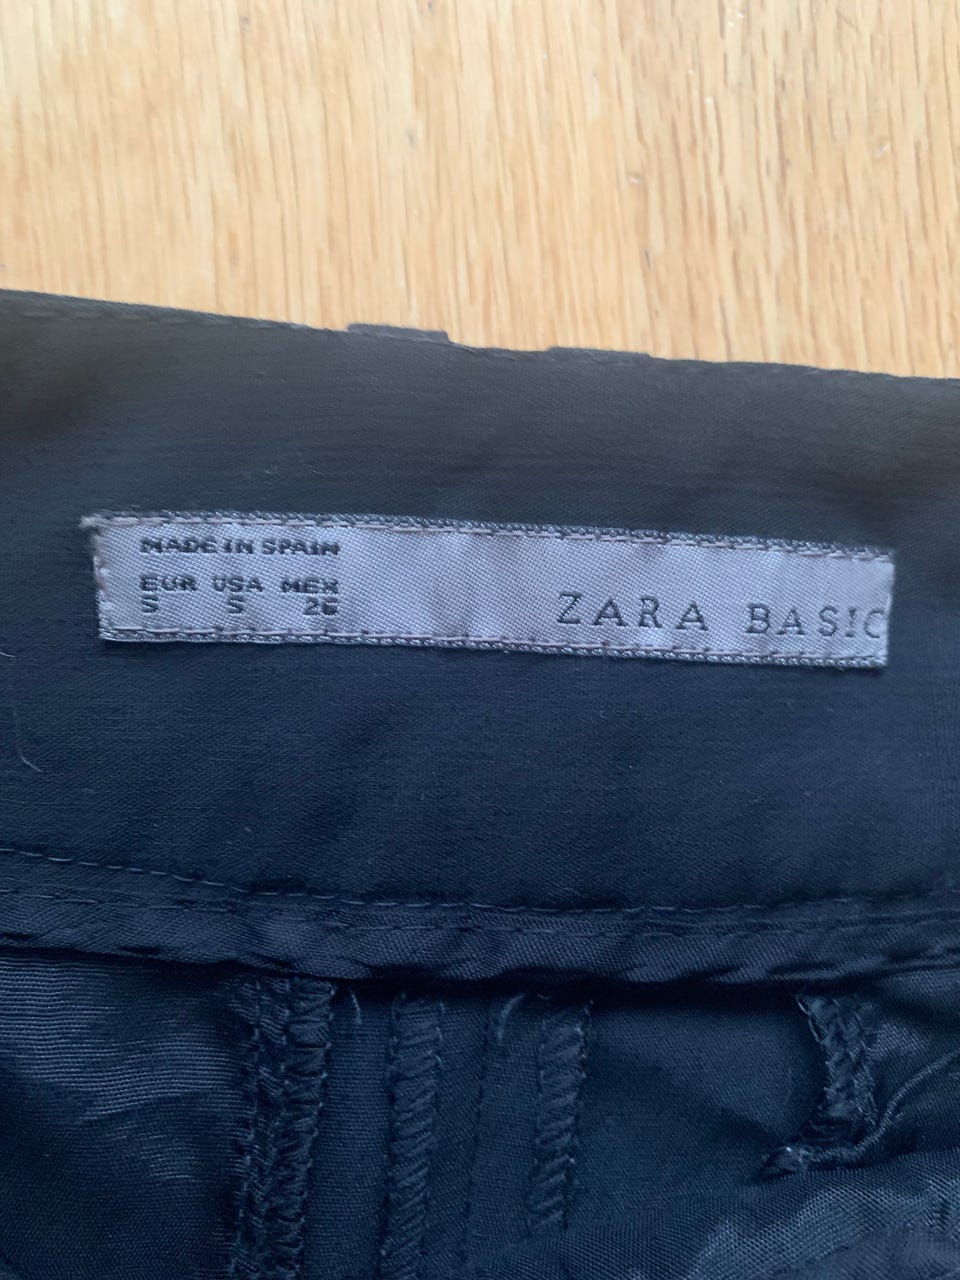 MADE IN SPAIN
EUR USA MEX
S S 26
ZARA BASIC